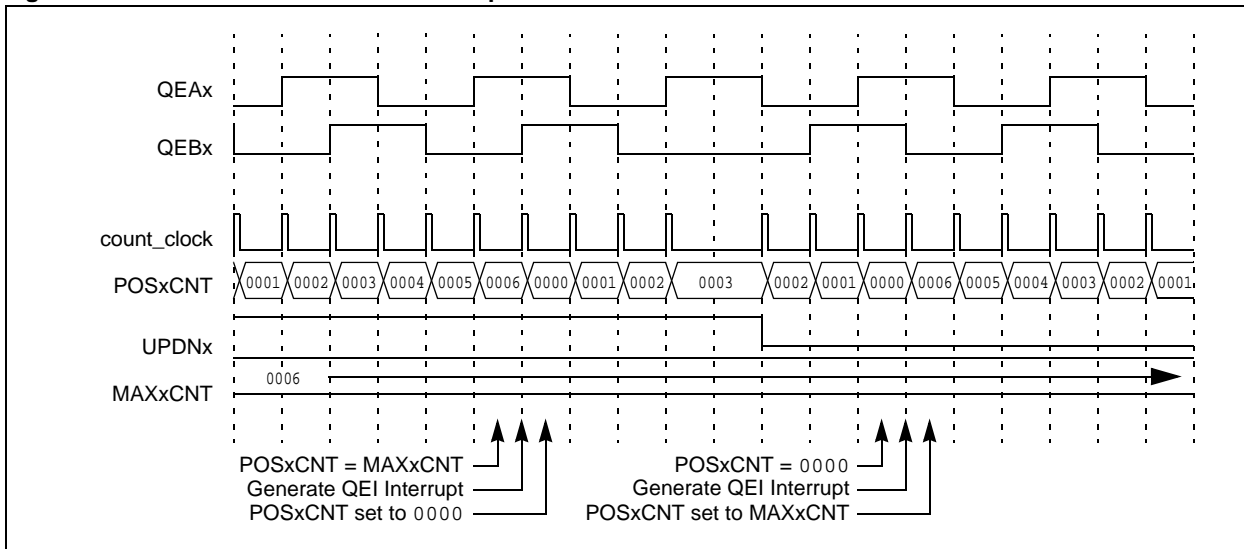 QEAx
QEBx
count_clock
POSxCNT 0001 0002 0003 0004 0005 0006 0000 0001 0002 0003 0002 0001 0000 0006 0005 0004 0003 0002 0001
UPDNx
0006
MAXxCNT
POSxCNT = MAXxCNT POSxCNT = 0000
Generate QEI Interrupt Generate QEI Interrupt
POSxCNT set to 0000 POSxCNT set to MAXxCNT